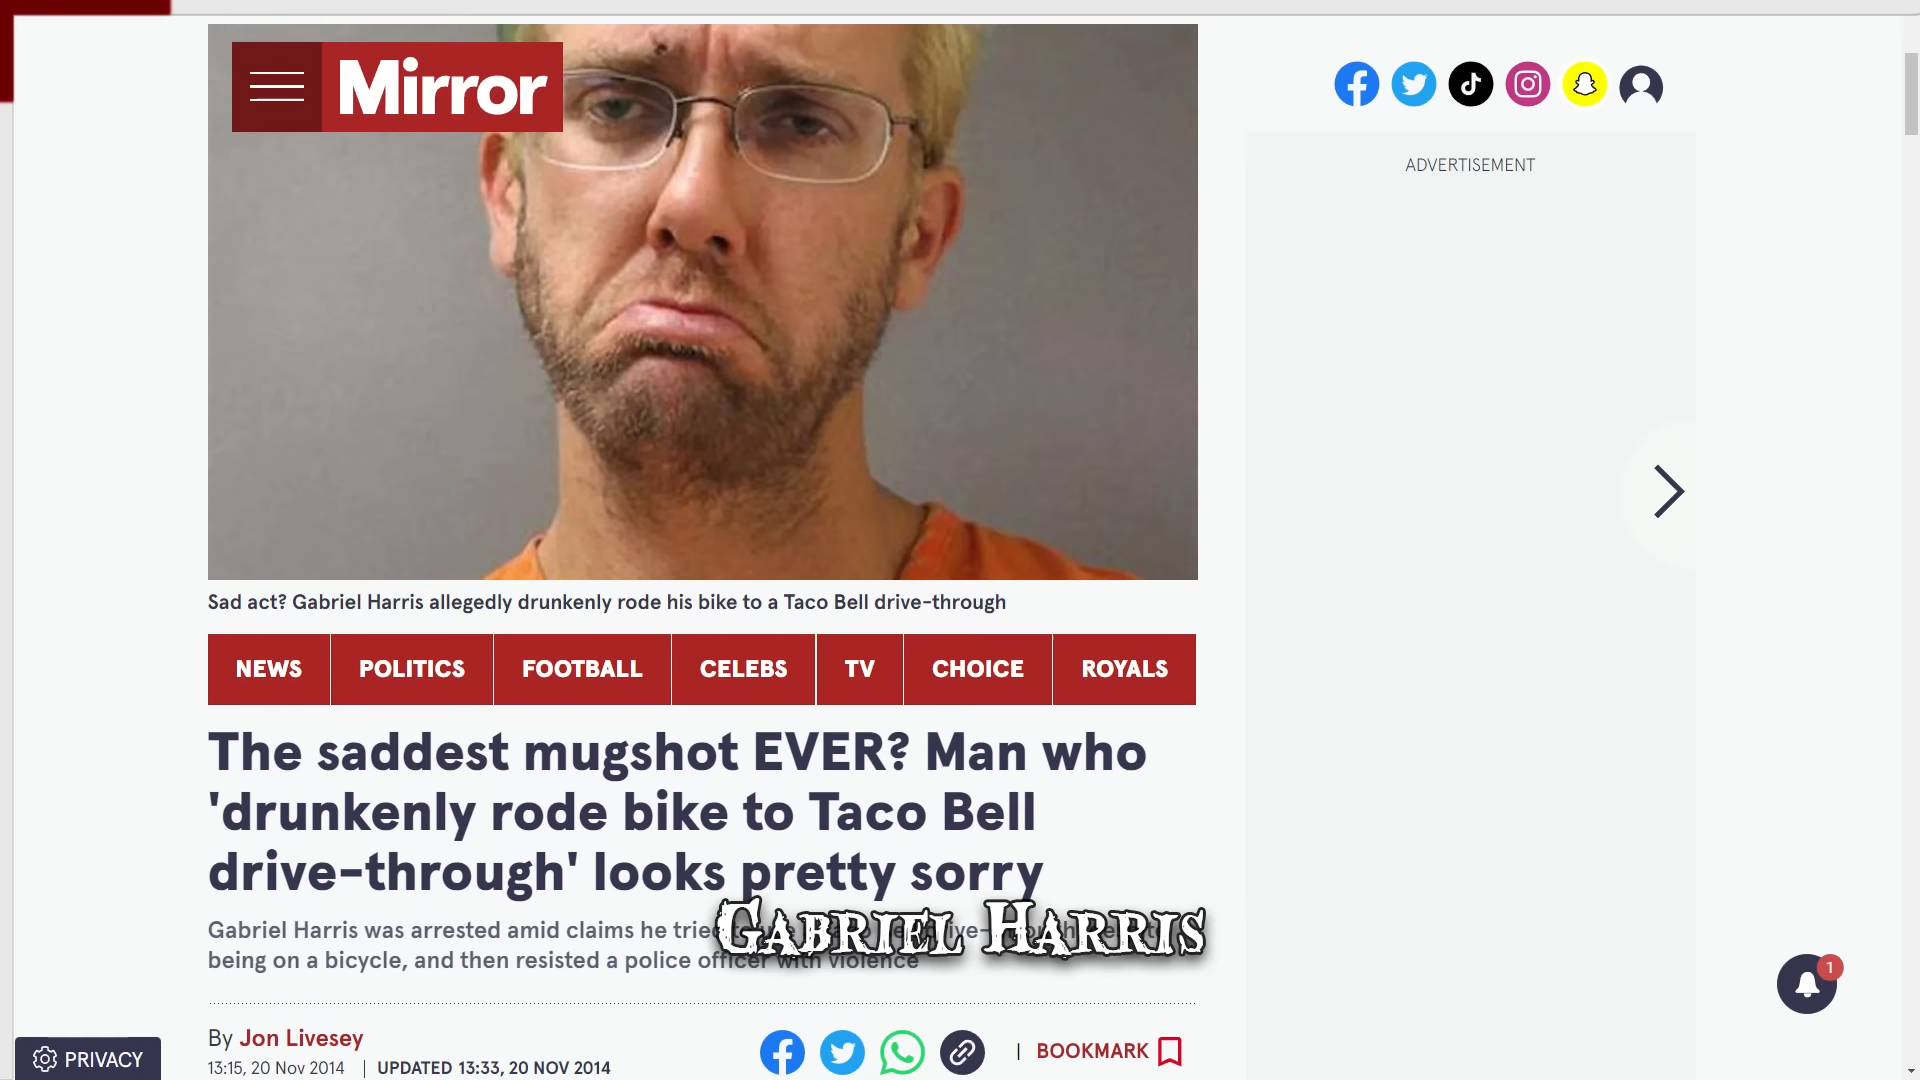 Mirror
ADVERTISEMENT
Sad act? Gabriel Harris allegedly drunkenly rode his bike to a Taco Bell drive-through
NEWS POLITICS FOOTBALL CELEBS TV CHOICE ROYALS
The saddest mugshot EVER? Man who
'drunkenly rode bike to Taco Bell
drive-through' looks pretty sorry
Gabriel Harris was arrested amid claims he tried
being on a bicycle, and then resisted a police officer with violence
Gabriel Harris
By Jon Livesey
13:15, 20 Nov 2014 | UPDATED 13:33, 20 NOV 2014
| BOOKMARK
1
PRIVACY